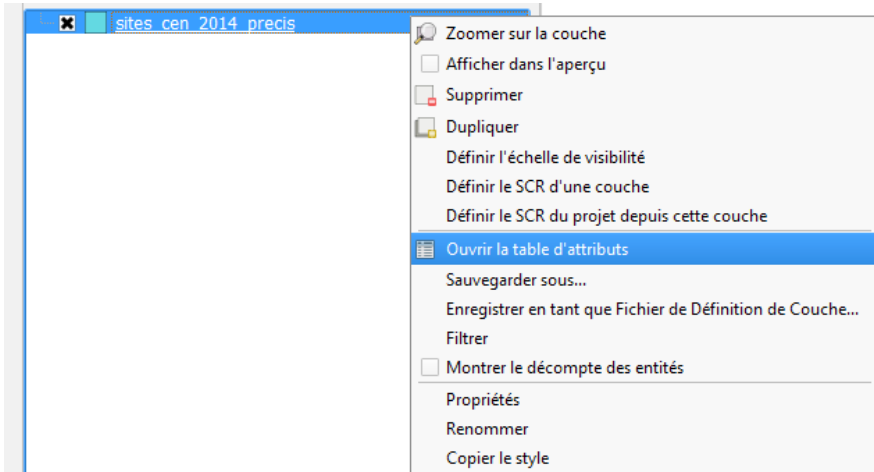 sites_cen_2014_precis
Zoomer sur la couche
Afficher dans l'aperçu
Supprimer
Dupliquer
Définir l'échelle de visibilité
Définir le SCR d'une couche
Définir le SCR du projet depuis cette couche
Ouvrir la table d'attributs
Sauvegarder sous...
Enregistrer en tant que Fichier de Définition de Couche...
Filtrer
Montrer le décompte des entités
Propriétés
Renommer
Copier le style